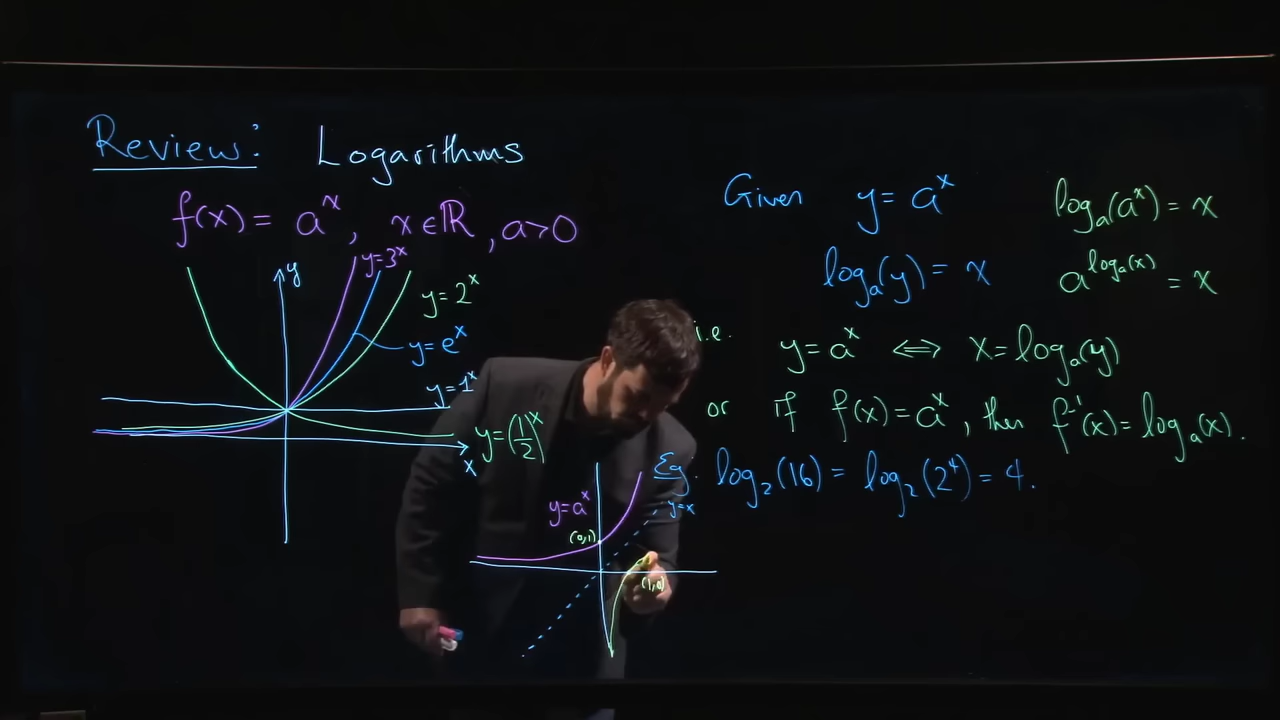 Review: Logarithms
f(x) = a^x, x ∈ ℝ, a>0
y
y=3^x
y=2^x
y=e^x
y=1^x
y=(1/2)^x
x
Given y = a^x
log_a(y) = x
log_a(a^x) = x
a^{log_a(x)} = x
i.e. y = a^x ⟺ x = log_a(y)
or if f(x) = a^x, then f^{-1}(x) = log_a(x).
Eg. log_2(16) = log_2(2^4) = 4.
y=a^x
y=x
(0,1)
(1,0)